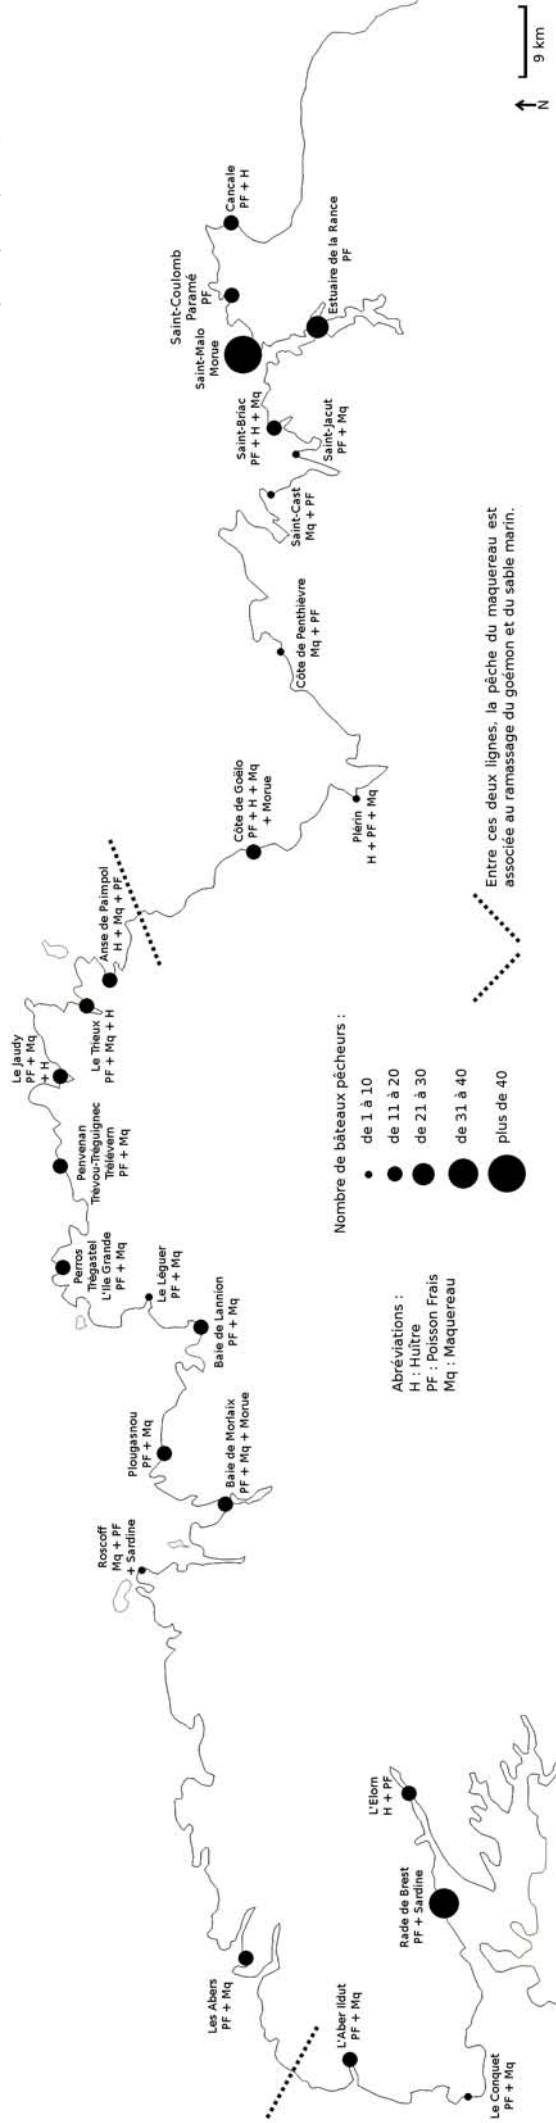 Les Abers
PF + Mq
L'Aber Ildut
PF + Mq
Le Conquet
PF + Mq
Rade de Brest
PF + Sardine
L'Elorn
H + PF
Roscoff
Mq + PF
+ Sardine
Baie de Morlaix
PF + Mq + Morue
Plougasnou
PF + Mq
Baie de Lannion
PF + Mq
Le Léguer
PF + Mq
Perros
Trégastel
L'Ile Grande
PF + Mq
Penvenan
Trévou-Tréguignec
Trélévern
PF + Mq
Le Jaudy
PF + Mq
+ H
Le Trieux
PF + Mq + H
Anse de Paimpol
H + Mq + PF
Côte de Goëlo
PF + H + Mq
+ Morue
Plérin
H + PF + Mq
Côte de Penthièvre
Mq + PF
Saint-Cast
Mq + PF
Saint-Jacut
PF + Mq
Saint-Briac
PF + H + Mq
Saint-Malo
Morue
Saint-Coulomb
Paramé
PF
Estuaire de la Rance
PF
Cancale
PF + H
Abréviations :
H : Huître
PF : Poisson Frais
Mq : Maquereau
Nombre de bâteaux pêcheurs :
de 1 à 10
de 11 à 20
de 21 à 30
de 31 à 40
plus de 40
Entre ces deux lignes, la pêche du maquereau est
associée au ramassage du goémon et du sable marin.
N
9 km